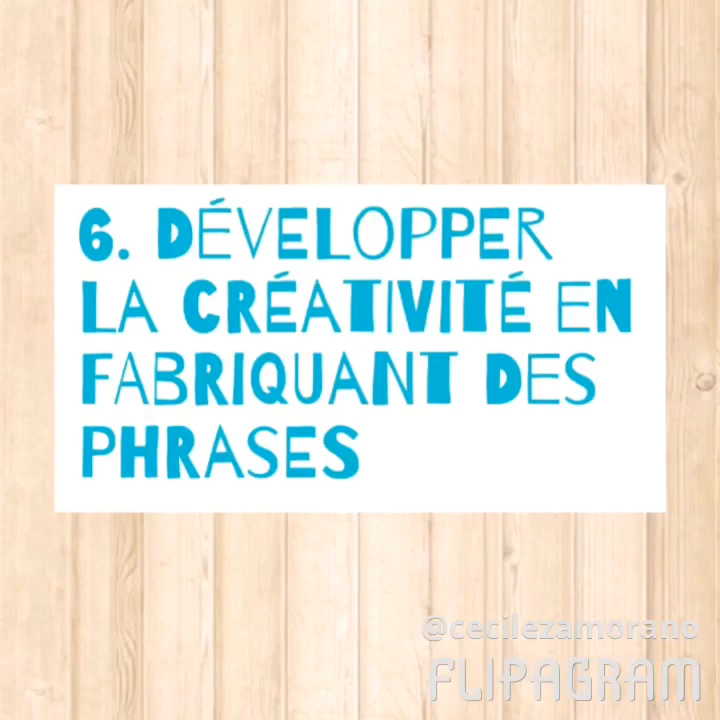 6. DÉVELOPPER
LA CRÉATIVITÉ EN
FABRIQUANT DES
PHRASES
@cecilezamorano
FLIPAGRAM